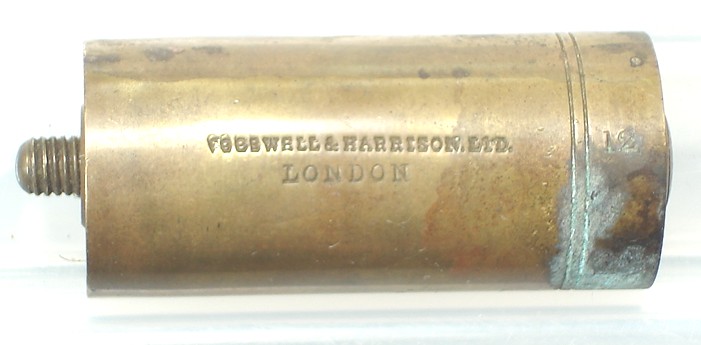 COGSWELL & HARRISON. LTD.
LONDON
12